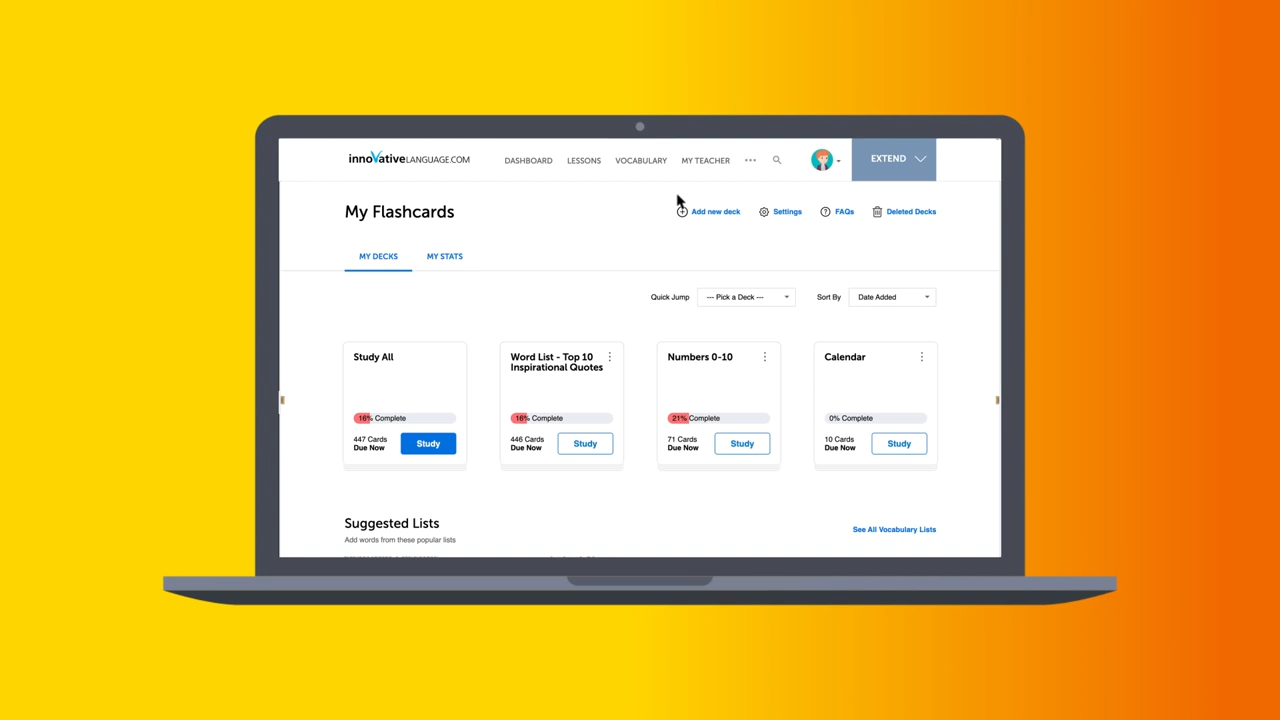 innoVativeLANGUAGE.COM
DASHBOARD LESSONS VOCABULARY MY TEACHER EXTEND
My Flashcards
Add new deck Settings FAQs Deleted Decks
MY DECKS MY STATS
Quick Jump --- Pick a Deck --- Sort By Date Added
Study All
16% Complete
447 Cards
Due Now
Study
Word List - Top 10
Inspirational Quotes
16% Complete
446 Cards
Due Now
Study
Numbers 0-10
21% Complete
71 Cards
Due Now
Study
Calendar
0% Complete
10 Cards
Due Now
Study
Suggested Lists
See All Vocabulary Lists
Add words from these popular lists